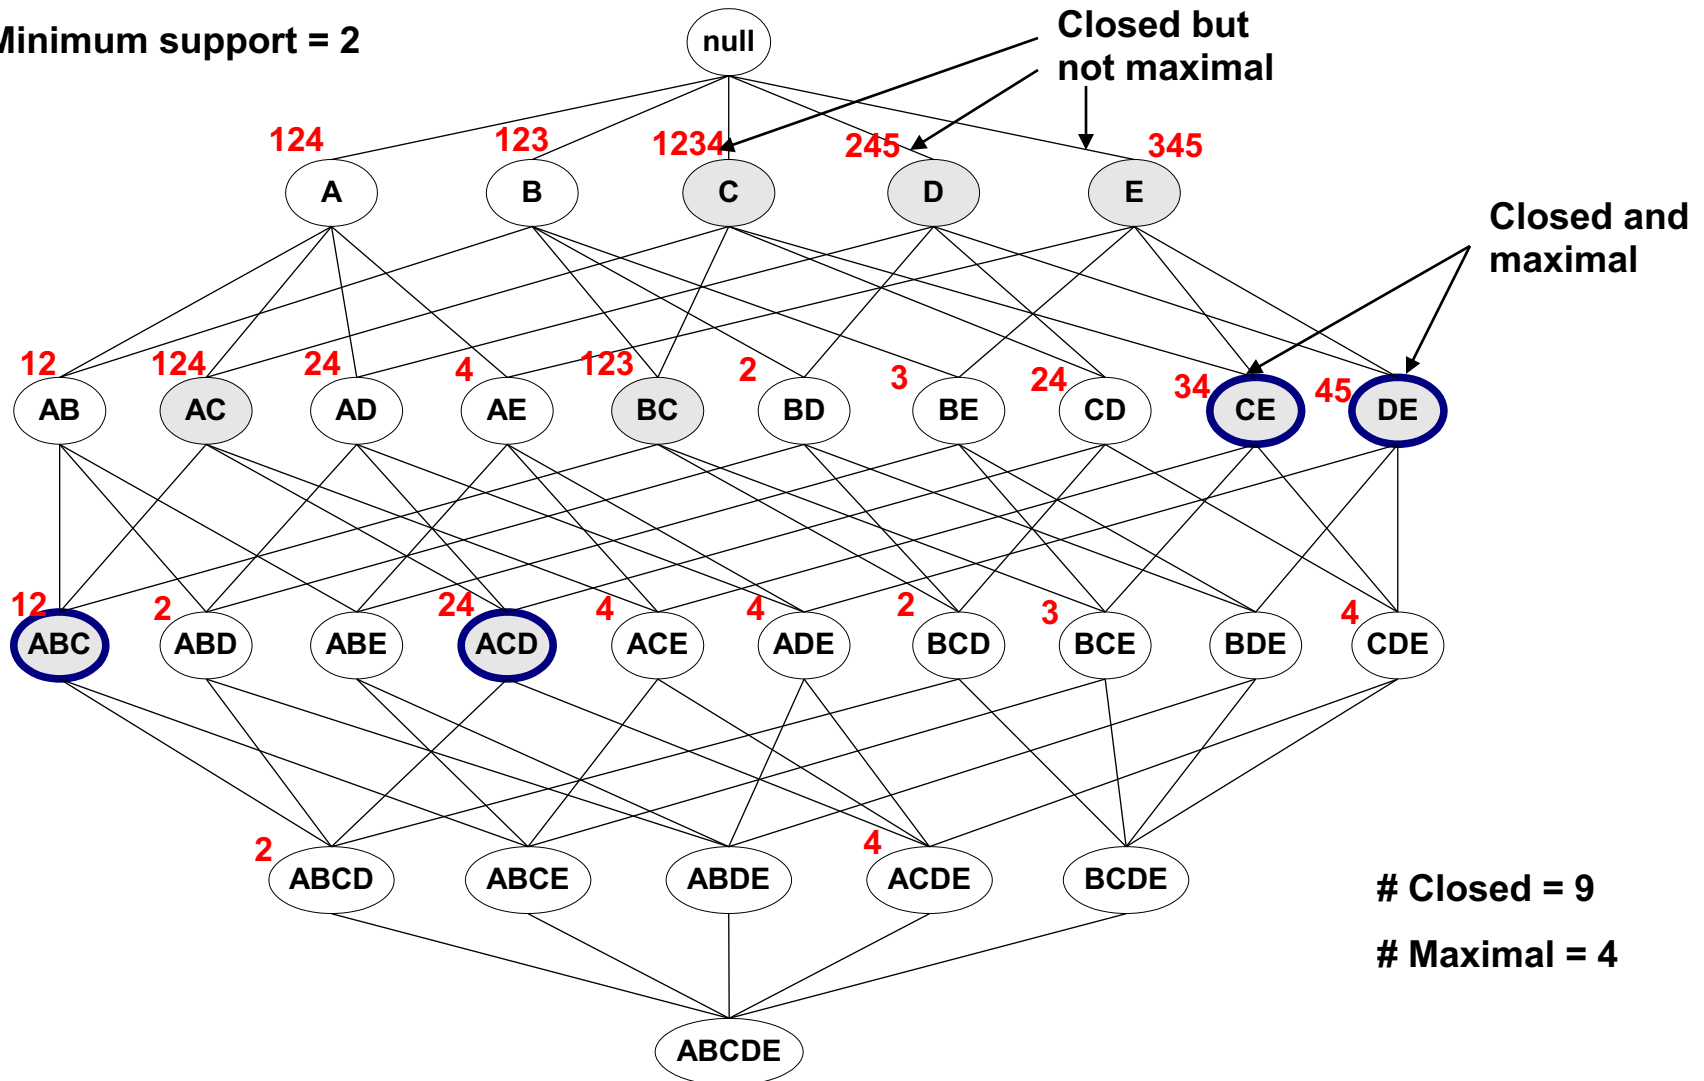 Minimum support = 2
null
Closed but
not maximal
124
123
1234
245
345
A
B
C
D
E
Closed and
maximal
12
124
24
4
123
2
3
24
34
45
AB
AC
AD
AE
BC
BD
BE
CD
CE
DE
12
2
24
4
4
2
3
4
ABC
ABD
ABE
ACD
ACE
ADE
BCD
BCE
BDE
CDE
2
4
ABCD
ABCE
ABDE
ACDE
BCDE
# Closed = 9
# Maximal = 4
ABCDE